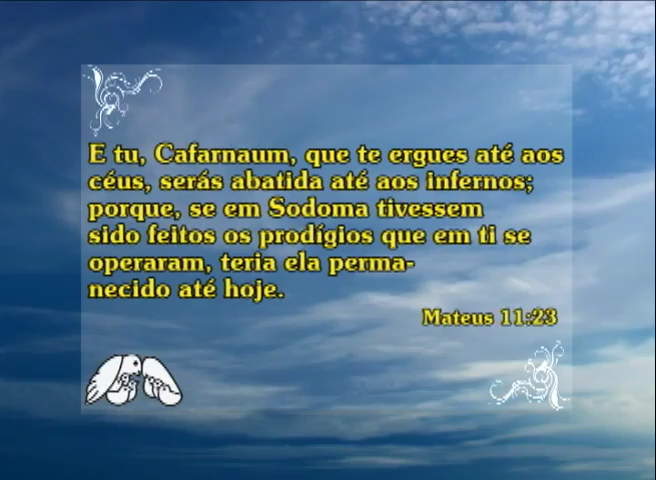 E tu, Cafarnaum, que te ergues até aos
céus, serás abatida até aos infernos;
porque, se em Sodoma tivessem
sido feitos os prodígios que em ti se
operaram, teria ela perma-
necido até hoje.
Mateus 11:23